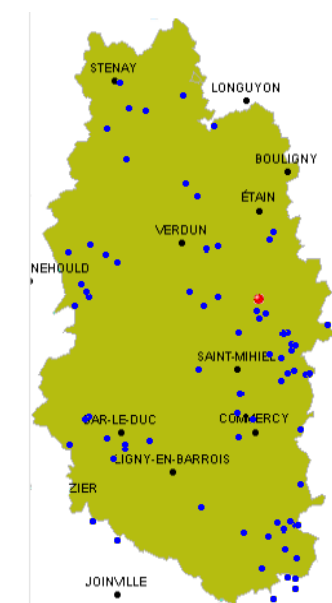 STENAY
LONGUYON
BOULIGNY
ÉTAIN
VERDUN
NEHOULD
SAINT-MIHIEL
BAR-LE-DUC
COMMERCY
LIGNY-EN-BARROIS
ZIER
JOINVILLE